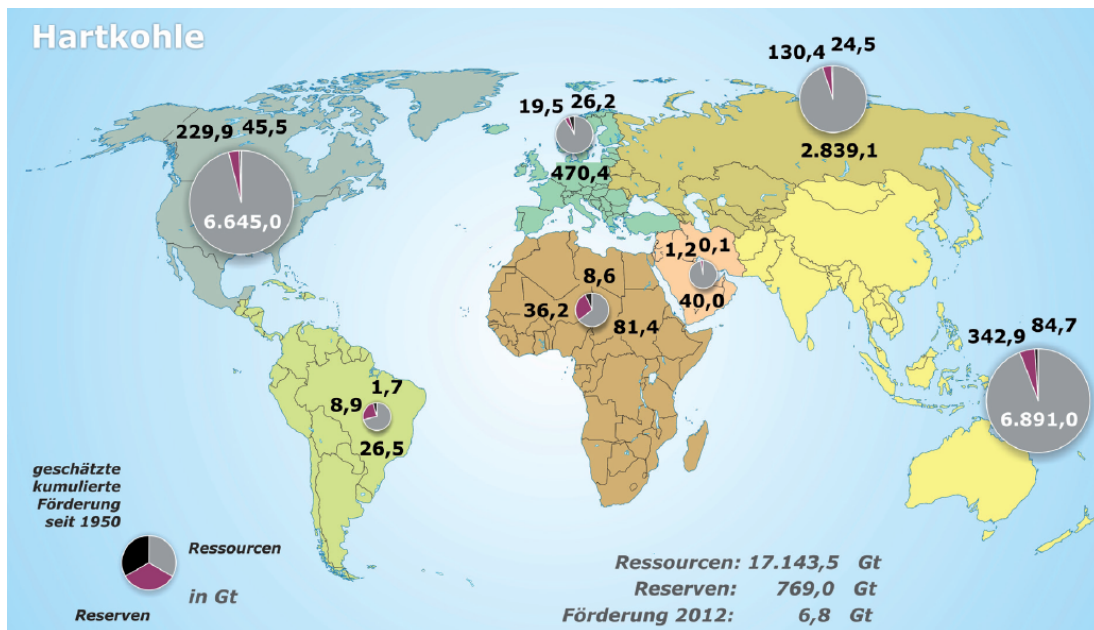 Hartkohle
130,4 24,5
2.839,1
19,5 26,2
470,4
229,9 45,5
6.645,0
1,2 0,1
40,0
8,6
36,2
81,4
342,9 84,7
6.891,0
1,7
8,9
26,5
geschätzte
kumulierte
Förderung
seit 1950
Ressourcen
in Gt
Reserven
Ressourcen: 17.143,5 Gt
Reserven: 769,0 Gt
Förderung 2012: 6,8 Gt